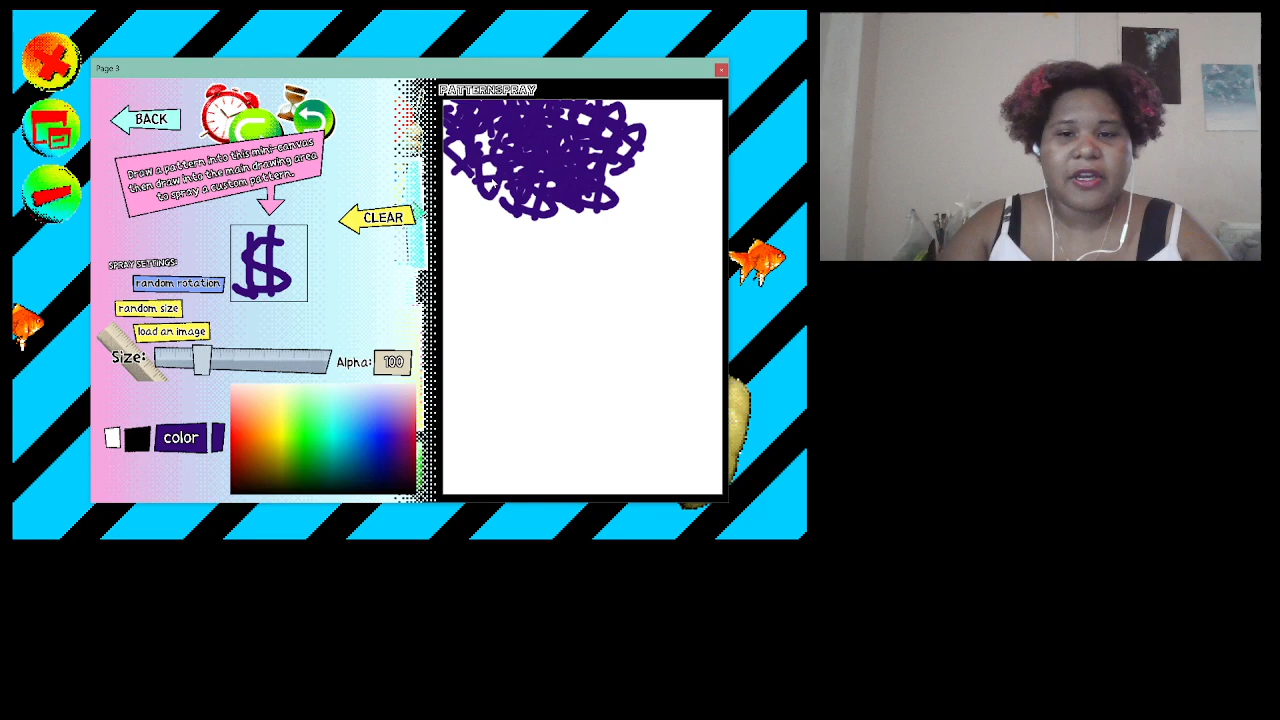 Page 3
PATTERNSPRAY
BACK
Draw a pattern into this mini-canvas
then draw into the main drawing area
to spray a custom pattern.
CLEAR
$
SPRAY SETTINGS:
random rotation
random size
load an image
Size:
Alpha: 100
color